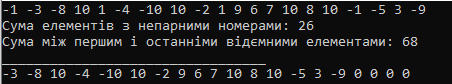 -1 -3 -8 10 1 -4 -10 10 -2 1 9 6 7 10 8 10 -1 -5 3 -9
Сума елементів з непарними номерами: 26
Сума між першим і останніми відємними елементами: 68
_________________________________
-3 -8 10 -4 -10 10 -2 9 6 7 10 8 10 -5 3 -9 0 0 0 0